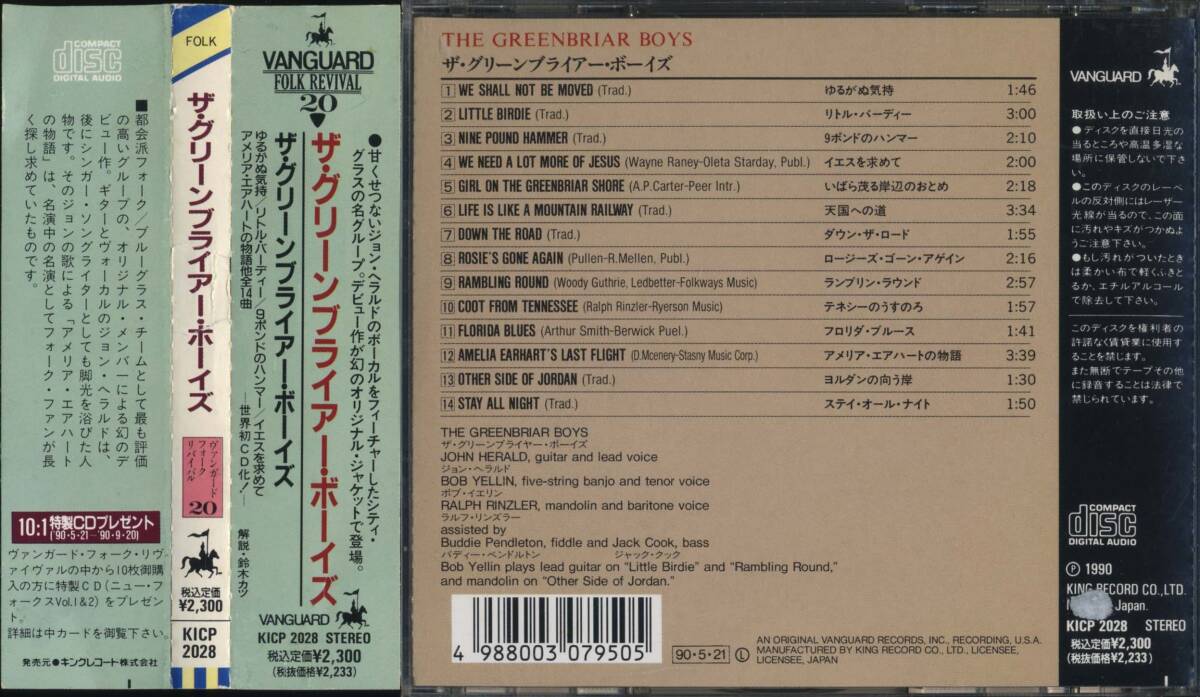 COMPACT
disc
DIGITAL AUDIO
■都会派フォーク/ブルーグラス・チームとして最も評価
の高いグループの、オリジナル・メンバーによる幻のデ
ビュー作。ギターとヴォーカルのジョン・ヘラルドは、
後にシンガー・ソングライターとしても脚光を浴びた人
物です。そのジョンの歌による「アメリア・エアハート
の物語」は、名演中の名演としてフォーク・ファンが長
く探し求めていたものです。
10:1特製CDプレゼント
('90・5・21〜'90・9・20)
ヴァンガード・フォーク・リヴ
ァイヴァルの中から10枚御購
入の方に特製CD(ニュー・フ
ォークスVol.1&2)をプレゼン
ト。
詳細は中カードを御覧下さい。
発売元●キングレコード株式会社
FOLK
ザ・グリーンブライアー・ボーイズ
ヴァンガード
フォーク
リバイバル
20
税込定価
¥2,300
KICP
2028
VANGUARD
FOLK REVIVAL
20
●甘くせつないジョン・ヘラルドのボーカルをフィーチャーしたシティ・
グラスの名グループ。デビュー作が幻のオリジナル・ジャケットで登場。
ザ・グリーンブライアー・ボーイズ
ザ・グリーンブライアー・ボーイズ
ゆるがぬ気持/リトル・バーディー/9ポンドのハンマー/イエスを求めて
アメリア・エアハートの物語他全14曲
―世界初CD化!―
解説・鈴木カツ
VANGUARD
KICP 2028 STEREO
税込定価¥2,300
(税抜価格¥2,233)
THE GREENBRIAR BOYS
ザ・グリーンブライアー・ボーイズ
1 WE SHALL NOT BE MOVED (Trad.) ゆるがぬ気持 1:46
2 LITTLE BIRDIE (Trad.) リトル・バーディー 3:00
3 NINE POUND HAMMER (Trad.) 9ポンドのハンマー 2:10
4 WE NEED A LOT MORE OF JESUS (Wayne Raney-Oleta Starday, Publ.) イエスを求めて 2:00
5 GIRL ON THE GREENBRIAR SHORE (A.P.Carter-Peer Intr.) いばら茂る岸辺のおとめ 2:18
6 LIFE IS LIKE A MOUNTAIN RAILWAY (Trad.) 天国への道 3:34
7 DOWN THE ROAD (Trad.) ダウン・ザ・ロード 1:55
8 ROSIE'S GONE AGAIN (Pullen-R.Mellen, Publ.) ロージーズ・ゴーン・アゲイン 2:16
9 RAMBLING ROUND (Woody Guthrie, Ledbetter-Folkways Music) ランブリン・ラウンド 2:57
10 COOT FROM TENNESSEE (Ralph Rinzler-Ryerson Music) テネシーのうすのろ 1:57
11 FLORIDA BLUES (Arthur Smith-Berwick Puel.) フロリダ・ブルース 1:41
12 AMELIA EARHART'S LAST FLIGHT (D.Mcenery-Stasny Music Corp.) アメリア・エアハートの物語 3:39
13 OTHER SIDE OF JORDAN (Trad.) ヨルダンの向う岸 1:30
14 STAY ALL NIGHT (Trad.) ステイ・オール・ナイト 1:50
THE GREENBRIAR BOYS
ザ・グリーンブライヤー・ボーイズ
JOHN HERALD, guitar and lead voice
ジョン・ヘラルド
BOB YELLIN, five-string banjo and tenor voice
ボブ・イエリン
RALPH RINZLER, mandolin and baritone voice
ラルフ・リンズラー
assisted by
Buddie Pendleton, fiddle and Jack Cook, bass
バディー・ペンドルトン ジャック・クック
Bob Yellin plays lead guitar on "Little Birdie" and "Rambling Round,"
and mandolin on "Other Side of Jordan."
4 988003 079505
90・5・21 L
AN ORIGINAL VANGUARD RECORDS, INC., RECORDING, U.S.A.
MANUFACTURED BY KING RECORD CO., LTD., LICENSEE,
LICENSEE, JAPAN
VANGUARD
取扱い上のご注意
●ディスクを直接日光の
当るところや高温多湿な
場所に保管しないで下さ
い。
●このディスクのレーベ
ルの反対側にはレーザー
光線が当るので、この面
に汚れやキズがつかぬよ
うご注意下さい。
●もし汚れがついたとき
は柔かい布で軽くふきと
るか、エチルアルコール
で除去して下さい。
このディスクを権利者の
許諾なく賃貸業に使用す
ることを禁じます。
また無断でテープその他
に録音することは法律で
禁じられています。
COMPACT
disc
DIGITAL AUDIO
Ⓟ 1990
KING RECORD CO.,LTD.
Japan.
KICP 2028 STEREO
税込定価¥2,300
(税抜価格¥2,233)